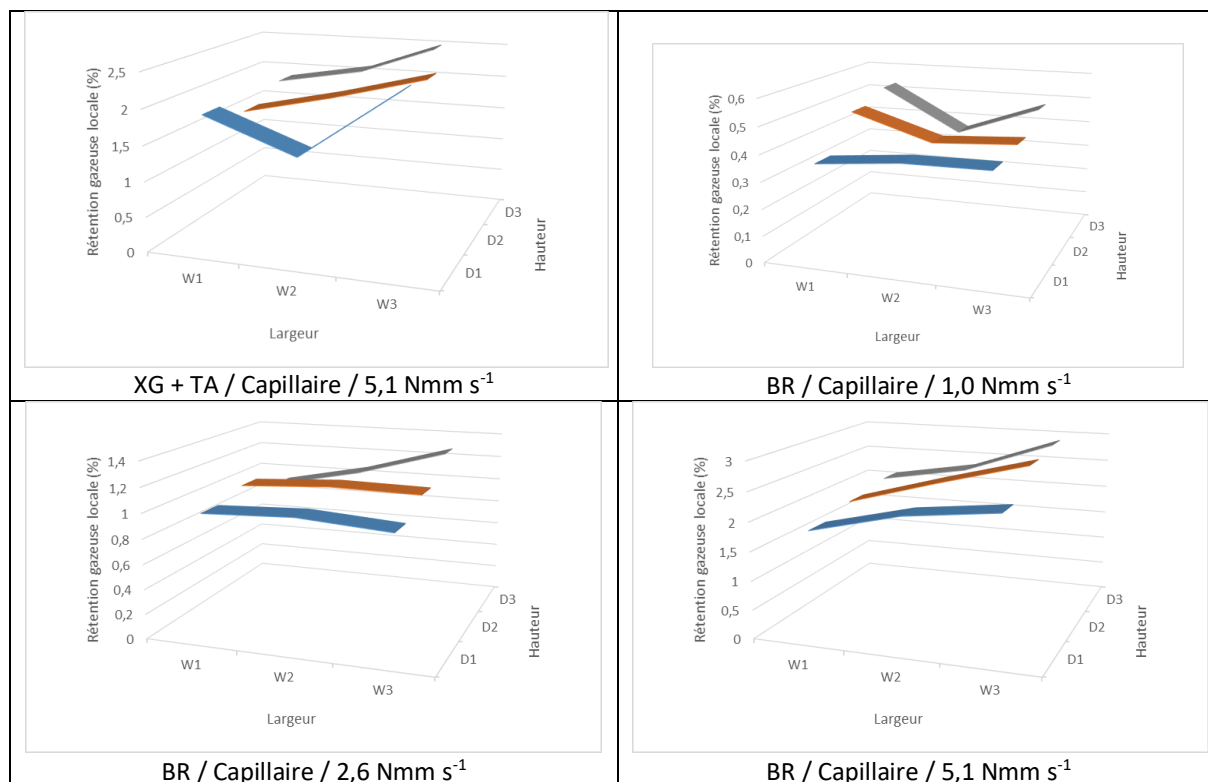 Rétention gazeuse locale (%)
2,5
2
1,5
1
0,5
0
W1
W2
W3
Largeur
D1
D2
D3
Hauteur
XG + TA / Capillaire / 5,1 Nmm s-1
Rétention gazeuse locale (%)
0,6
0,5
0,4
0,3
0,2
0,1
0
W1
W2
W3
Largeur
D1
D2
D3
Hauteur
BR / Capillaire / 1,0 Nmm s-1
Rétention gazeuse locale (%)
1,4
1,2
1
0,8
0,6
0,4
0,2
0
W1
W2
W3
Largeur
D1
D2
D3
Hauteur
BR / Capillaire / 2,6 Nmm s-1
Rétention gazeuse locale (%)
3
2,5
2
1,5
1
0,5
0
W1
W2
W3
Largeur
D1
D2
D3
Hauteur
BR / Capillaire / 5,1 Nmm s-1